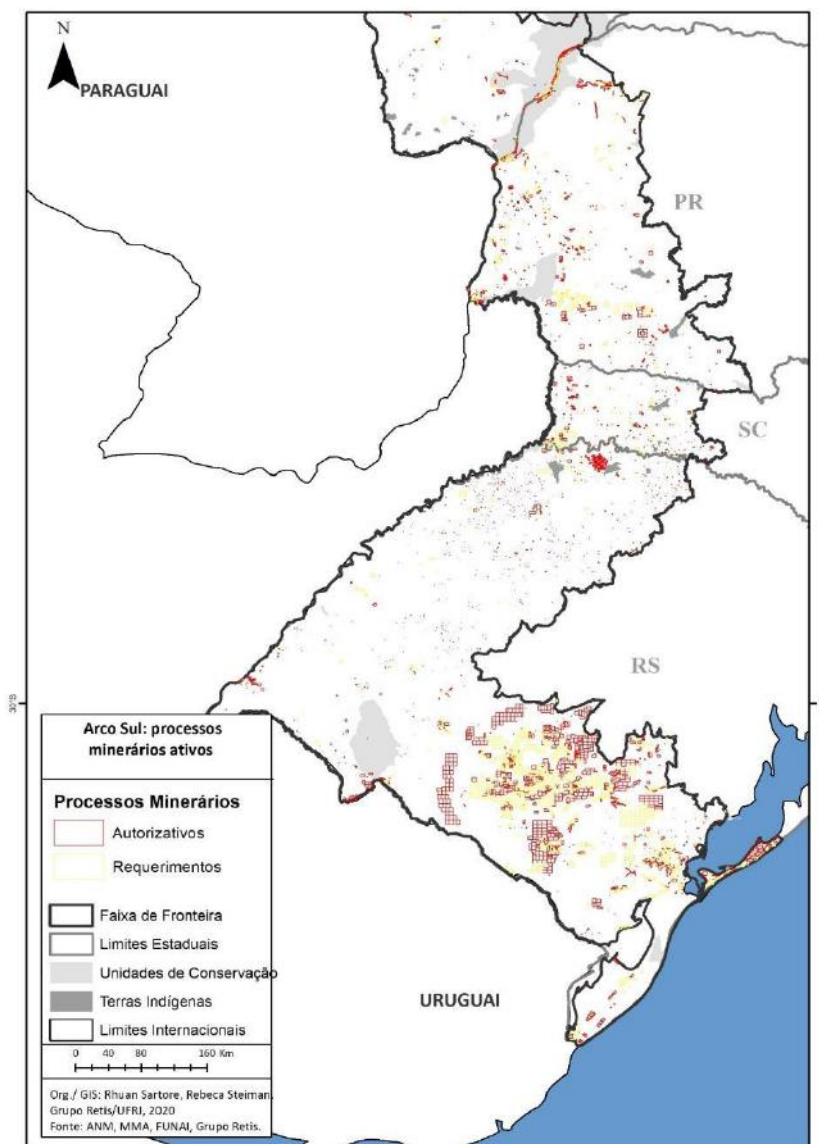 N
PARAGUAI
PR
SC
RS
30°S
Arco Sul: processos
minerários ativos
Processos Minerários
Autorizativos
Requerimentos
Faixa de Fronteira
Limites Estaduais
Unidades de Conservação
Terras Indígenas
Limites Internacionais
0 40 80 160 Km
Org./ GIS: Rhuan Sartore, Rebeca Steiman.
Grupo Retis/UFRJ, 2020
Fonte: ANM, MMA, FUNAI, Grupo Retis.
URUGUAI